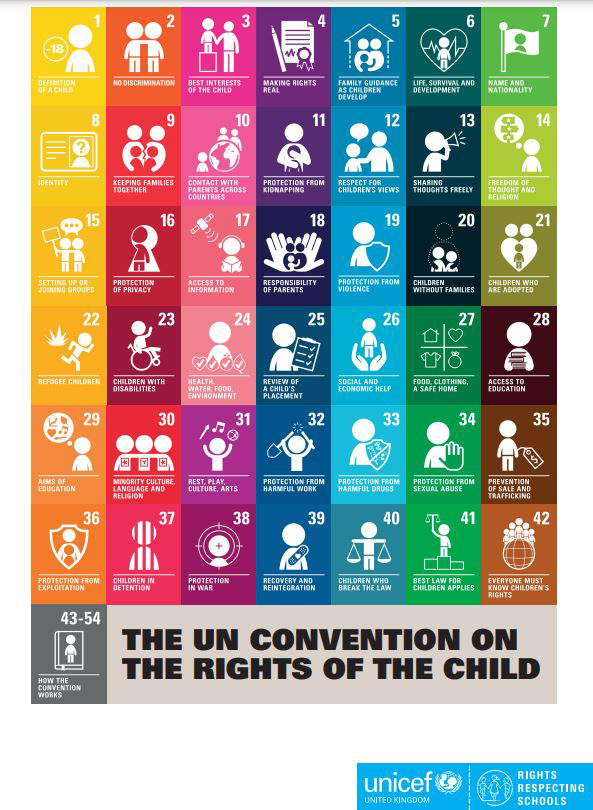 1
-18
DEFINITION
OF A CHILD
2
NO DISCRIMINATION
3
BEST INTERESTS
OF THE CHILD
4
MAKING RIGHTS
REAL
5
FAMILY GUIDANCE
AS CHILDREN
DEVELOP
6
LIFE, SURVIVAL AND
DEVELOPMENT
7
NAME AND
NATIONALITY
8
?
IDENTITY
9
KEEPING FAMILIES
TOGETHER
10
CONTACT WITH
PARENTS ACROSS
COUNTRIES
11
PROTECTION FROM
KIDNAPPING
12
RESPECT FOR
CHILDREN'S VIEWS
13
SHARING
THOUGHTS FREELY
14
FREEDOM OF
THOUGHT AND
RELIGION
15
SETTING UP OR
JOINING GROUPS
16
PROTECTION
OF PRIVACY
17
ACCESS TO
INFORMATION
18
RESPONSIBILITY
OF PARENTS
19
PROTECTION FROM
VIOLENCE
20
CHILDREN
WITHOUT FAMILIES
21
CHILDREN WHO
ARE ADOPTED
22
REFUGEE CHILDREN
23
CHILDREN WITH
DISABILITIES
24
HEALTH,
WATER, FOOD,
ENVIRONMENT
25
REVIEW OF
A CHILD'S
PLACEMENT
26
SOCIAL AND
ECONOMIC HELP
27
FOOD, CLOTHING,
A SAFE HOME
28
ACCESS TO
EDUCATION
29
AIMS OF
EDUCATION
30
MINORITY CULTURE,
LANGUAGE AND
RELIGION
31
REST, PLAY,
CULTURE, ARTS
32
PROTECTION FROM
HARMFUL WORK
33
PROTECTION FROM
HARMFUL DRUGS
34
PROTECTION FROM
SEXUAL ABUSE
35
PREVENTION
OF SALE AND
TRAFFICKING
36
PROTECTION FROM
EXPLOITATION
37
CHILDREN IN
DETENTION
38
PROTECTION
IN WAR
39
RECOVERY AND
REINTEGRATION
40
CHILDREN WHO
BREAK THE LAW
41
BEST LAW FOR
CHILDREN APPLIES
42
EVERYONE MUST
KNOW CHILDREN'S
RIGHTS
43-54
HOW THE
CONVENTION
WORKS
THE UN CONVENTION ON
THE RIGHTS OF THE CHILD
unicef
UNITED KINGDOM
RIGHTS
RESPECTING
SCHOOLS